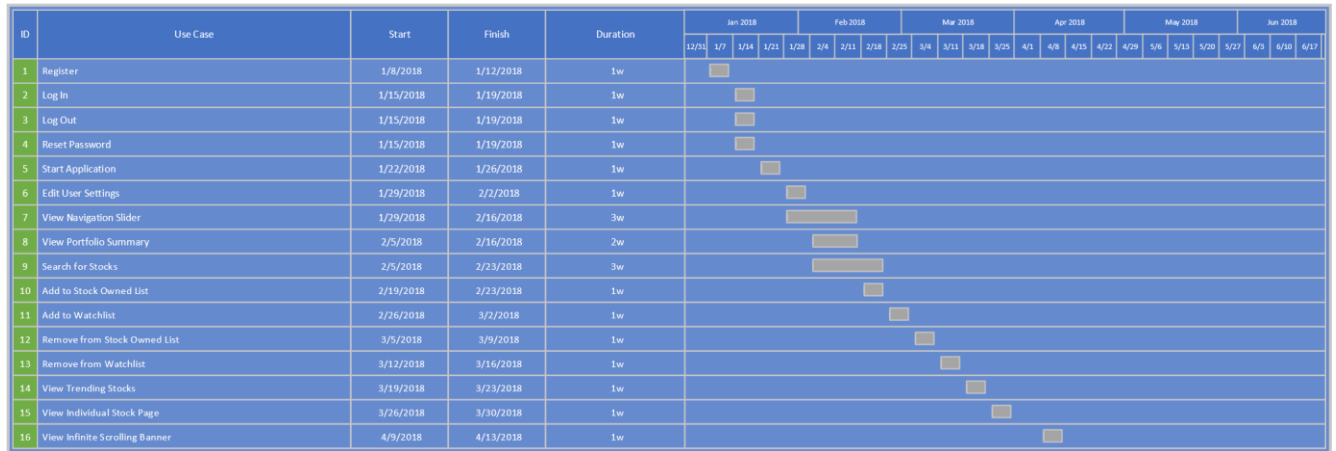 ID Use Case Start Finish Duration Jan 2018 Feb 2018 Mar 2018 Apr 2018 May 2018 Jun 2018
12/31 1/7 1/14 1/21 1/28 2/4 2/11 2/18 2/25 3/4 3/11 3/18 3/25 4/1 4/8 4/15 4/22 4/29 5/6 5/13 5/20 5/27 6/3 6/10 6/17
1 Register 1/8/2018 1/12/2018 1w
2 Log In 1/15/2018 1/19/2018 1w
3 Log Out 1/15/2018 1/19/2018 1w
4 Reset Password 1/15/2018 1/19/2018 1w
5 Start Application 1/22/2018 1/26/2018 1w
6 Edit User Settings 1/29/2018 2/2/2018 1w
7 View Navigation Slider 1/29/2018 2/16/2018 3w
8 View Portfolio Summary 2/5/2018 2/16/2018 2w
9 Search for Stocks 2/5/2018 2/23/2018 3w
10 Add to Stock Owned List 2/19/2018 2/23/2018 1w
11 Add to Watchlist 2/26/2018 3/2/2018 1w
12 Remove from Stock Owned List 3/5/2018 3/9/2018 1w
13 Remove from Watchlist 3/12/2018 3/16/2018 1w
14 View Trending Stocks 3/19/2018 3/23/2018 1w
15 View Individual Stock Page 3/26/2018 3/30/2018 1w
16 View Infinite Scrolling Banner 4/9/2018 4/13/2018 1w